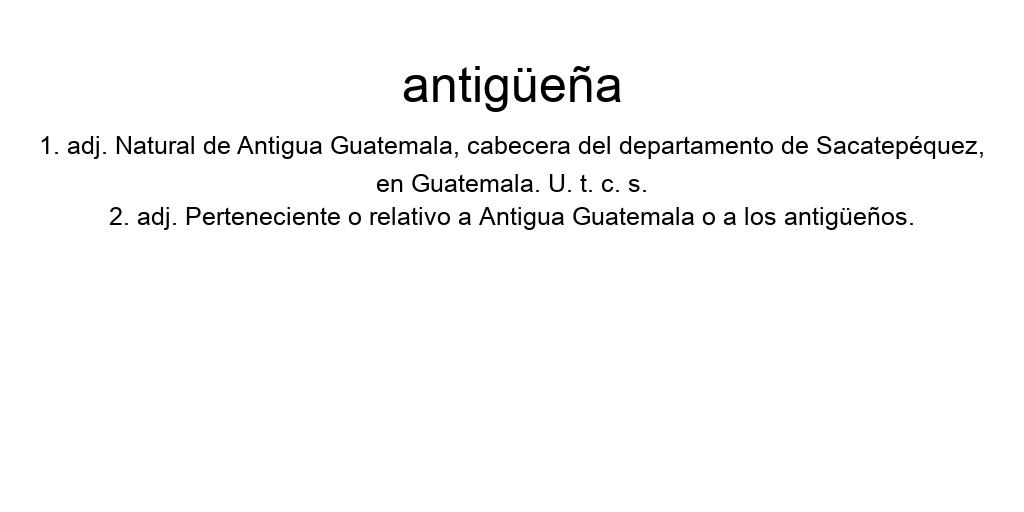 antigüeña
1. adj. Natural de Antigua Guatemala, cabecera del departamento de Sacatepéquez,
en Guatemala. U. t. c. s.
2. adj. Perteneciente o relativo a Antigua Guatemala o a los antigüeños.